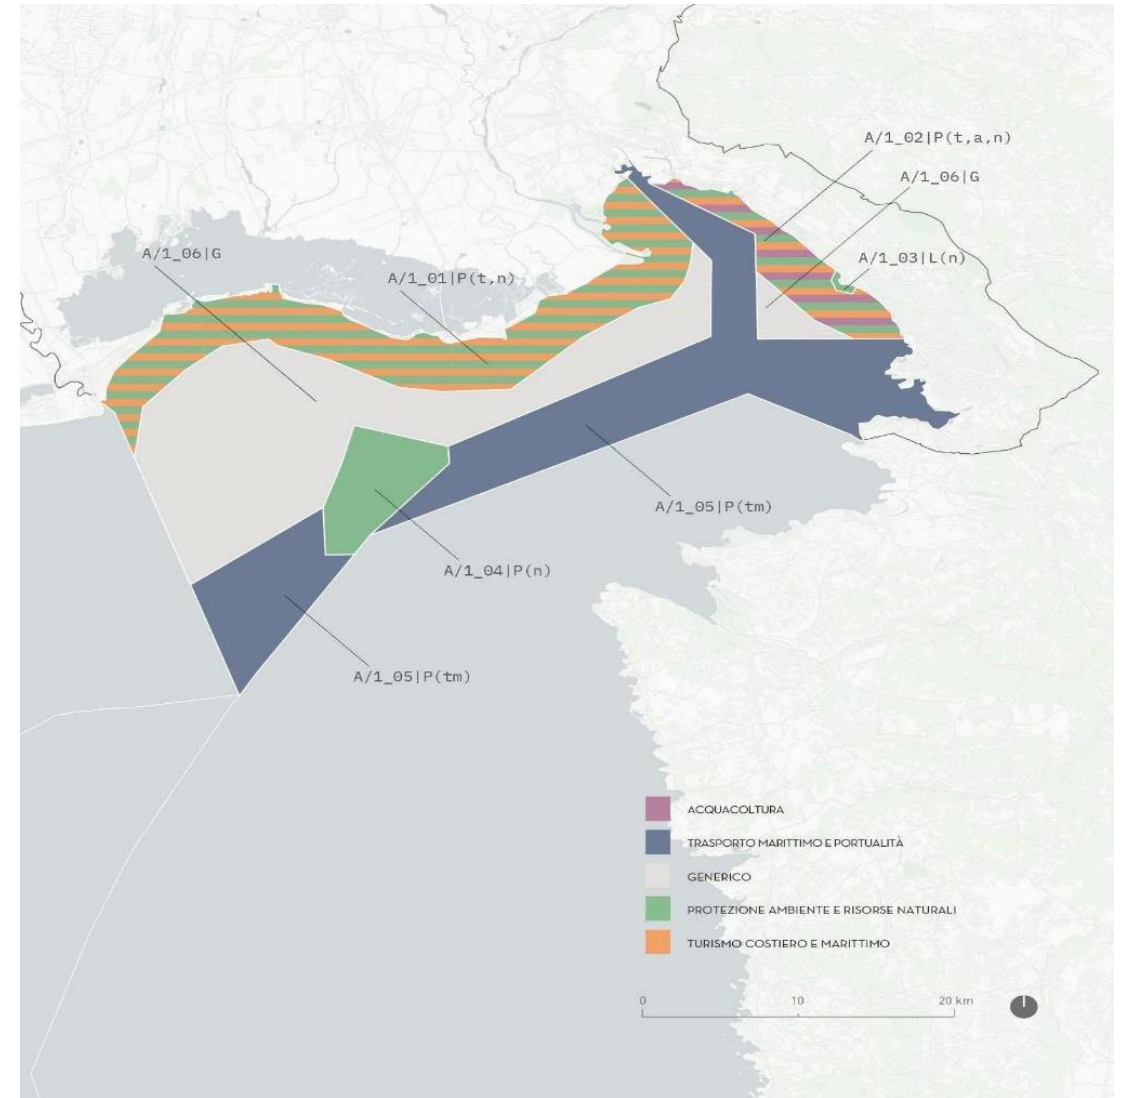 A/1_02|P(t,a,n)
A/1_06|G
A/1_06|G
A/1_03|L(n)
A/1_01|P(t,n)
A/1_05|P(tm)
A/1_04|P(n)
A/1_05|P(tm)
ACQUACOLTURA
TRASPORTO MARITTIMO E PORTUALITÀ
GENERICO
PROTEZIONE AMBIENTE E RISORSE NATURALI
TURISMO COSTIERO E MARITTIMO
0 10 20 km